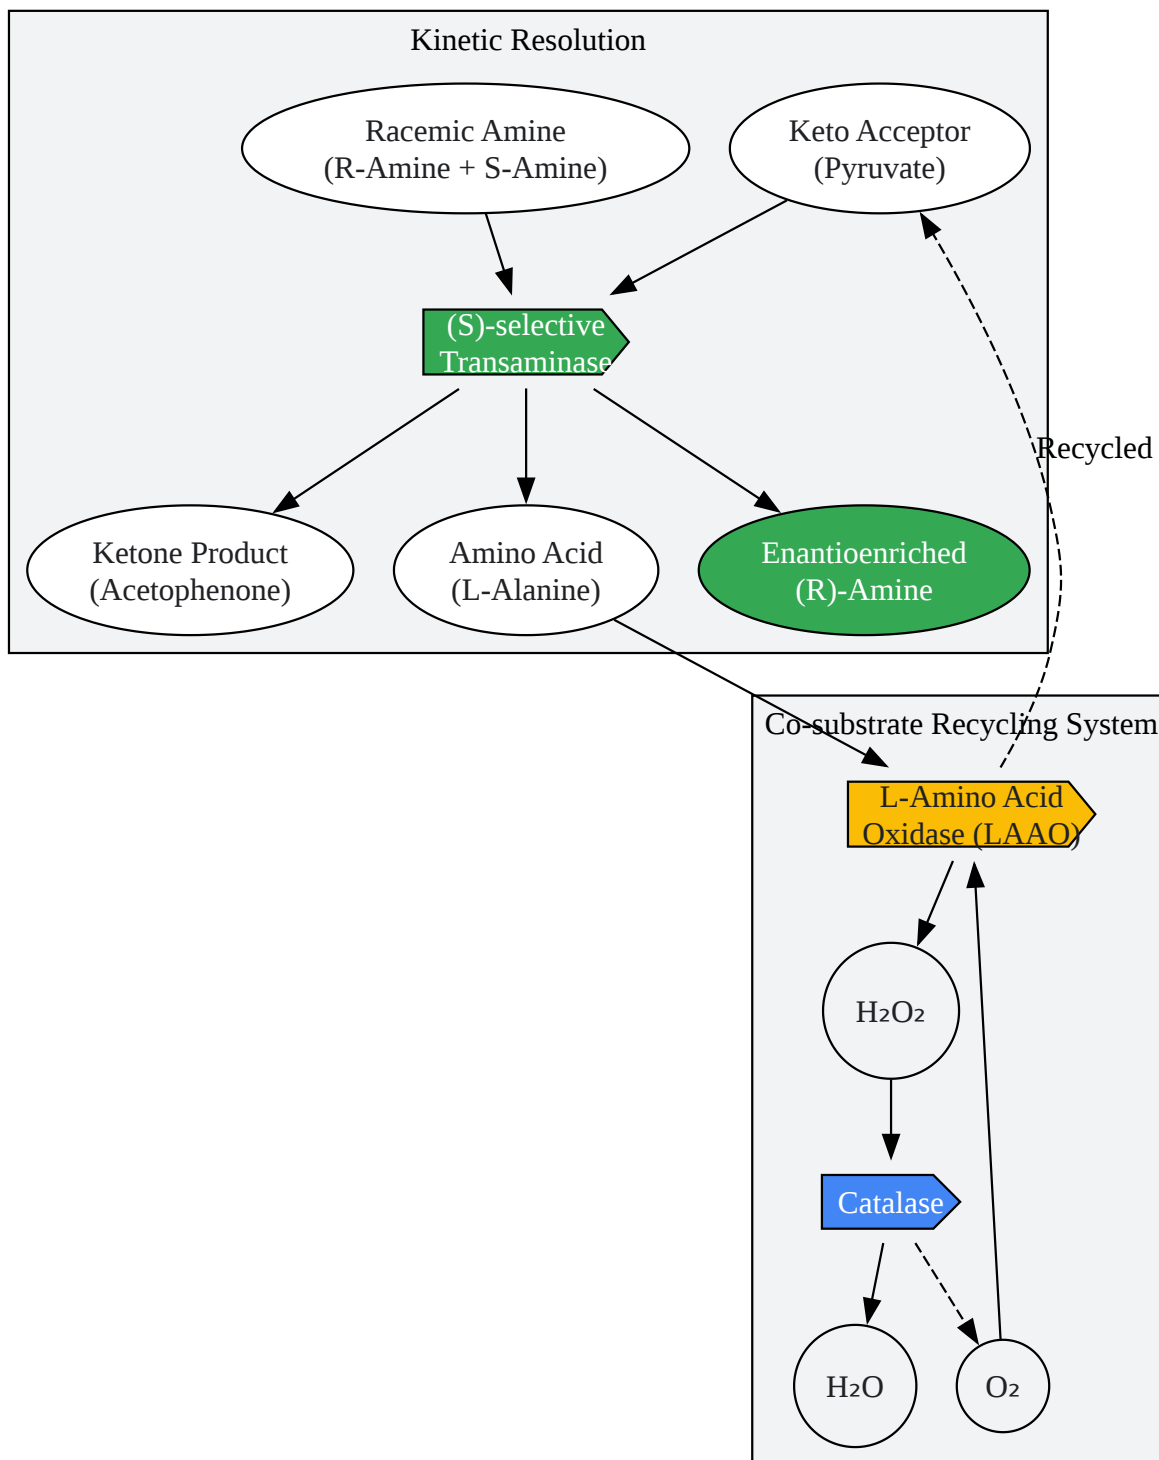 Kinetic Resolution
Racemic Amine
(R-Amine + S-Amine)
Keto Acceptor
(Pyruvate)
(S)-selective
Transaminase
Recycled
Ketone Product
(Acetophenone)
Amino Acid
(L-Alanine)
Enantioenriched
(R)-Amine
Co-substrate Recycling System
L-Amino Acid
Oxidase (LAAO)
H₂O₂
Catalase
H₂O
O₂